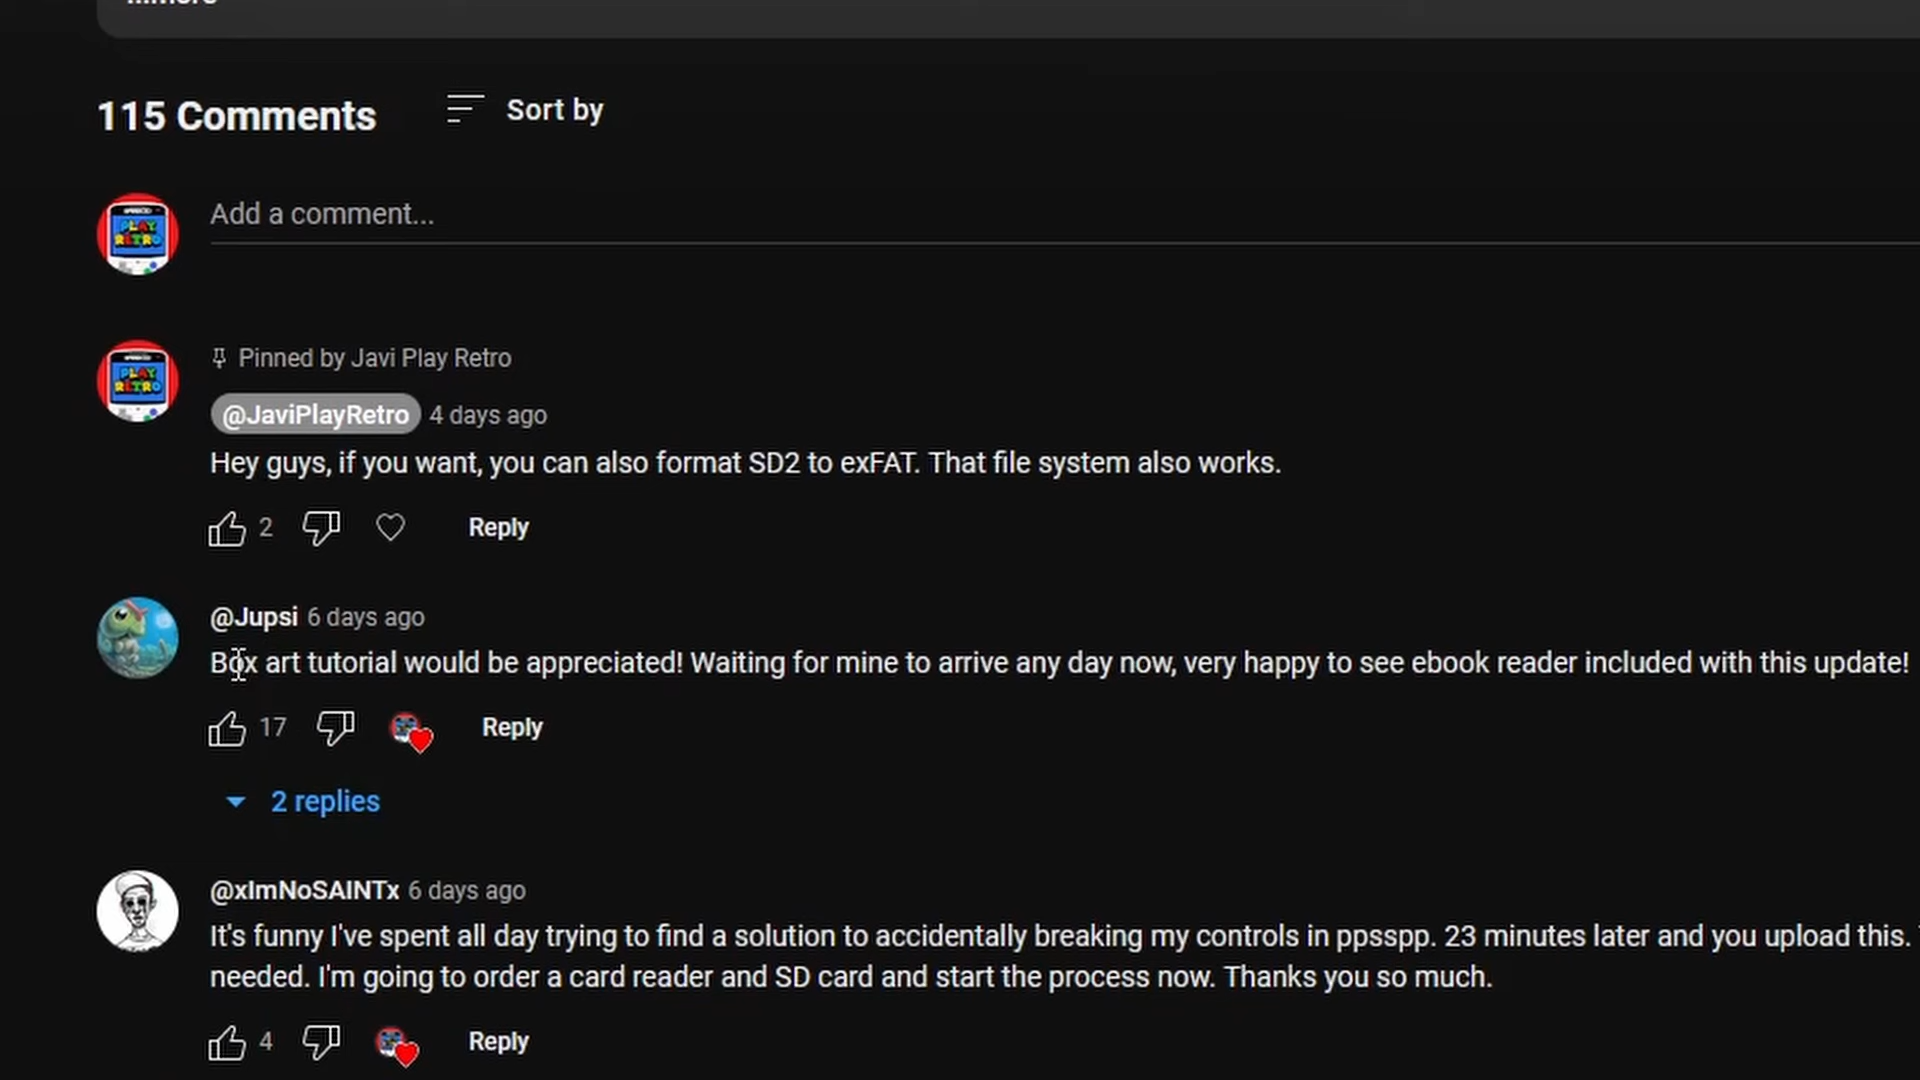 ...more
115 Comments
Sort by
PLAY
RETRO
Add a comment...
PLAY
RETRO
Pinned by Javi Play Retro
@JaviPlayRetro 4 days ago
Hey guys, if you want, you can also format SD2 to exFAT. That file system also works.
2 Reply
@Jupsi 6 days ago
Box art tutorial would be appreciated! Waiting for mine to arrive any day now, very happy to see ebook reader included with this update!
17 Reply
2 replies
@xImNoSAINTx 6 days ago
It's funny I've spent all day trying to find a solution to accidentally breaking my controls in ppsspp. 23 minutes later and you upload this.
needed. I'm going to order a card reader and SD card and start the process now. Thanks you so much.
4 Reply